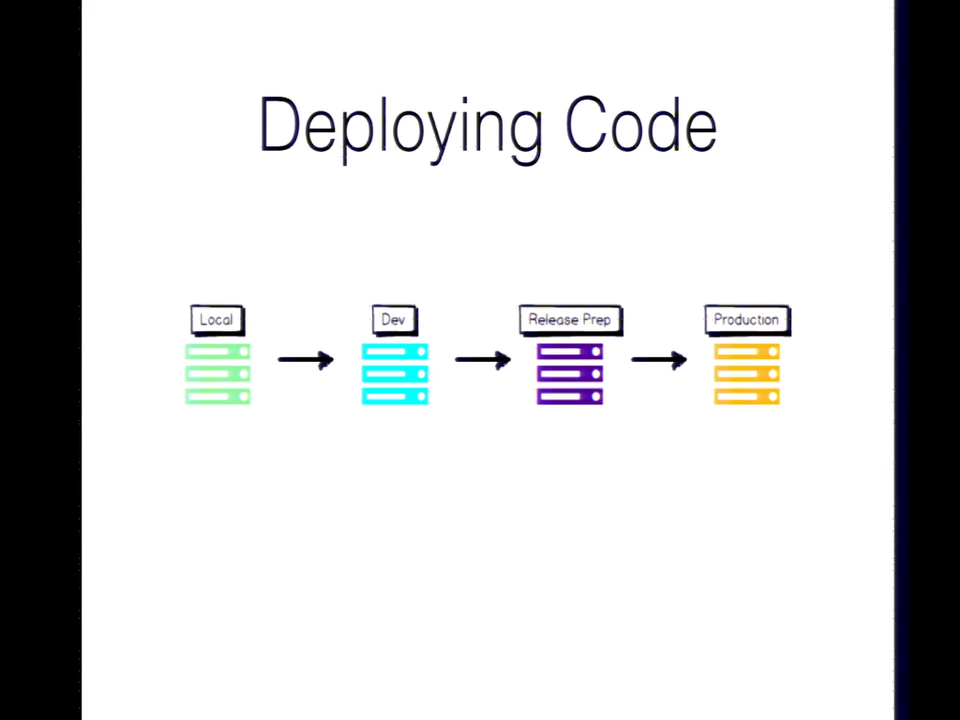 Deploying Code
Local
Dev
Release Prep
Production